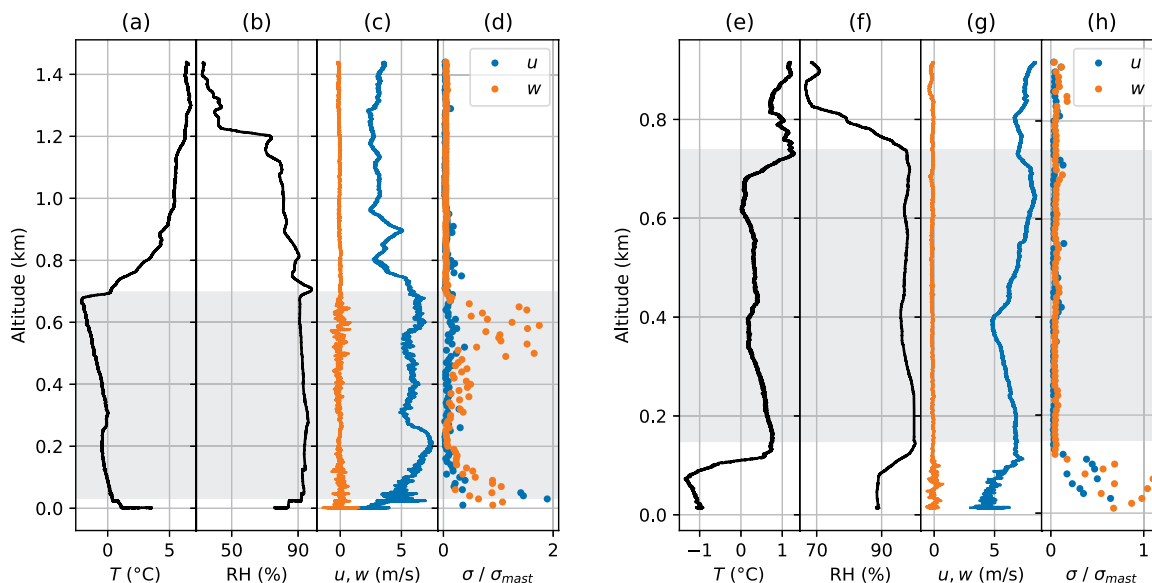 (a) (b) (c) (d) (e) (f) (g) (h)
Altitude (km)
1.4
1.2
1.0
0.8
0.6
0.4
0.2
0.0
u
w
0 5
50 90
0 5
0 2
T (°C)
RH (%)
u, w (m/s)
σ / σmast
Altitude (km)
0.8
0.6
0.4
0.2
0.0
u
w
−1 0 1
70 90
0 5
0 1
T (°C)
RH (%)
u, w (m/s)
σ / σmast